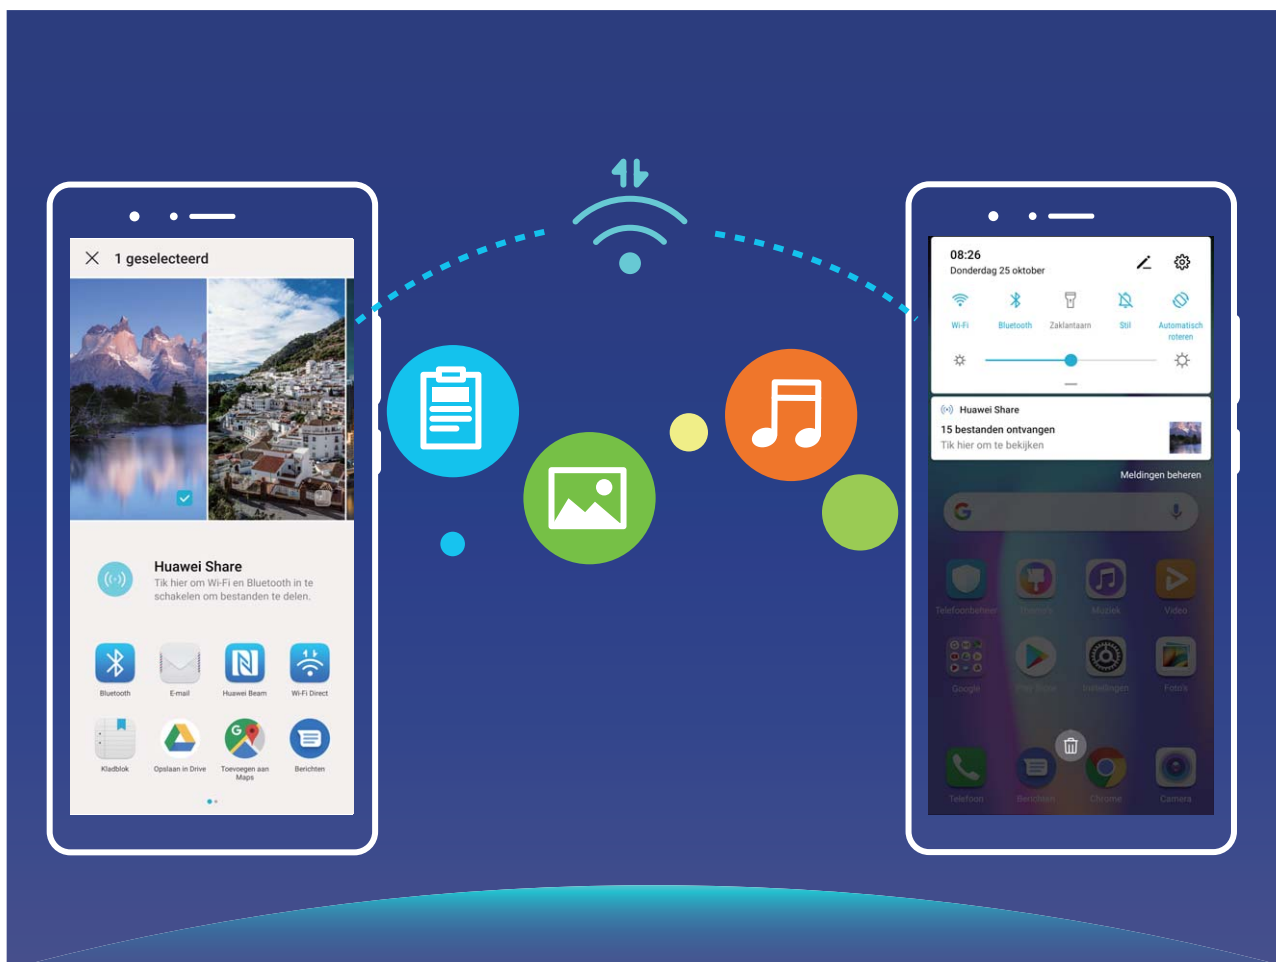 1 geselecteerd
Huawei Share
Tik hier om Wi-Fi en Bluetooth in te
schakelen om bestanden te delen.
Bluetooth
E-mail
Huawei Beam
Wi-Fi Direct
Kladblok
Opslaan in Drive
Toevoegen aan
Maps
Berichten
08:26
Donderdag 25 oktober
Wi-Fi
Bluetooth
Zaklantaarn
Stil
Automatisch
roteren
Huawei Share
15 bestanden ontvangen
Tik hier om te bekijken
Meldingen beheren
Telefoonbeheer
Thema's
Muziek
Video
Google
Play Store
Instellingen
Foto's
Telefoon
Berichten
Chrome
Camera